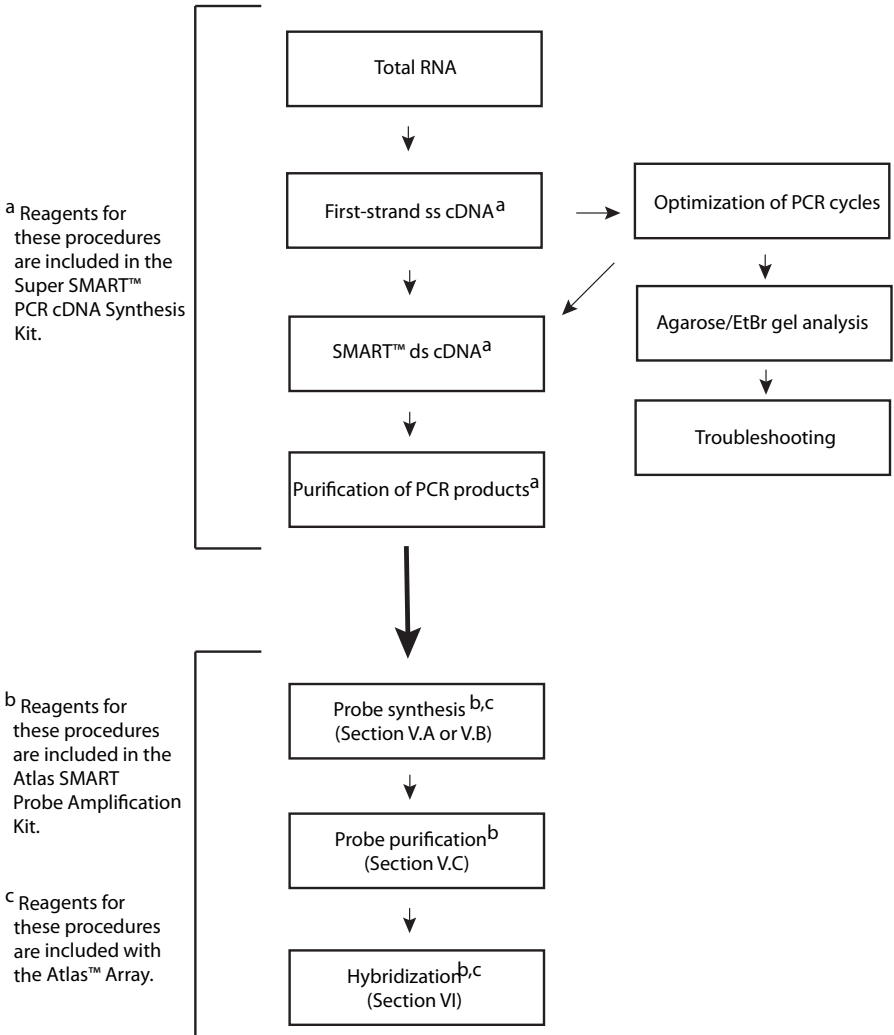 Total RNA
First-strand ss cDNAa
Optimization of PCR cycles
a Reagents for
these procedures
are included in the
Super SMART™
PCR cDNA Synthesis
Kit.
Agarose/EtBr gel analysis
SMART™ ds cDNAa
Troubleshooting
Purification of PCR productsa
b Reagents for
these procedures
are included in the
Atlas SMART
Probe Amplification
Kit.
Probe synthesis b,c
(Section V.A or V.B)
Probe purificationb
(Section V.C)
c Reagents for
these procedures
are included with
the Atlas™ Array.
Hybridizationb,c
(Section VI)